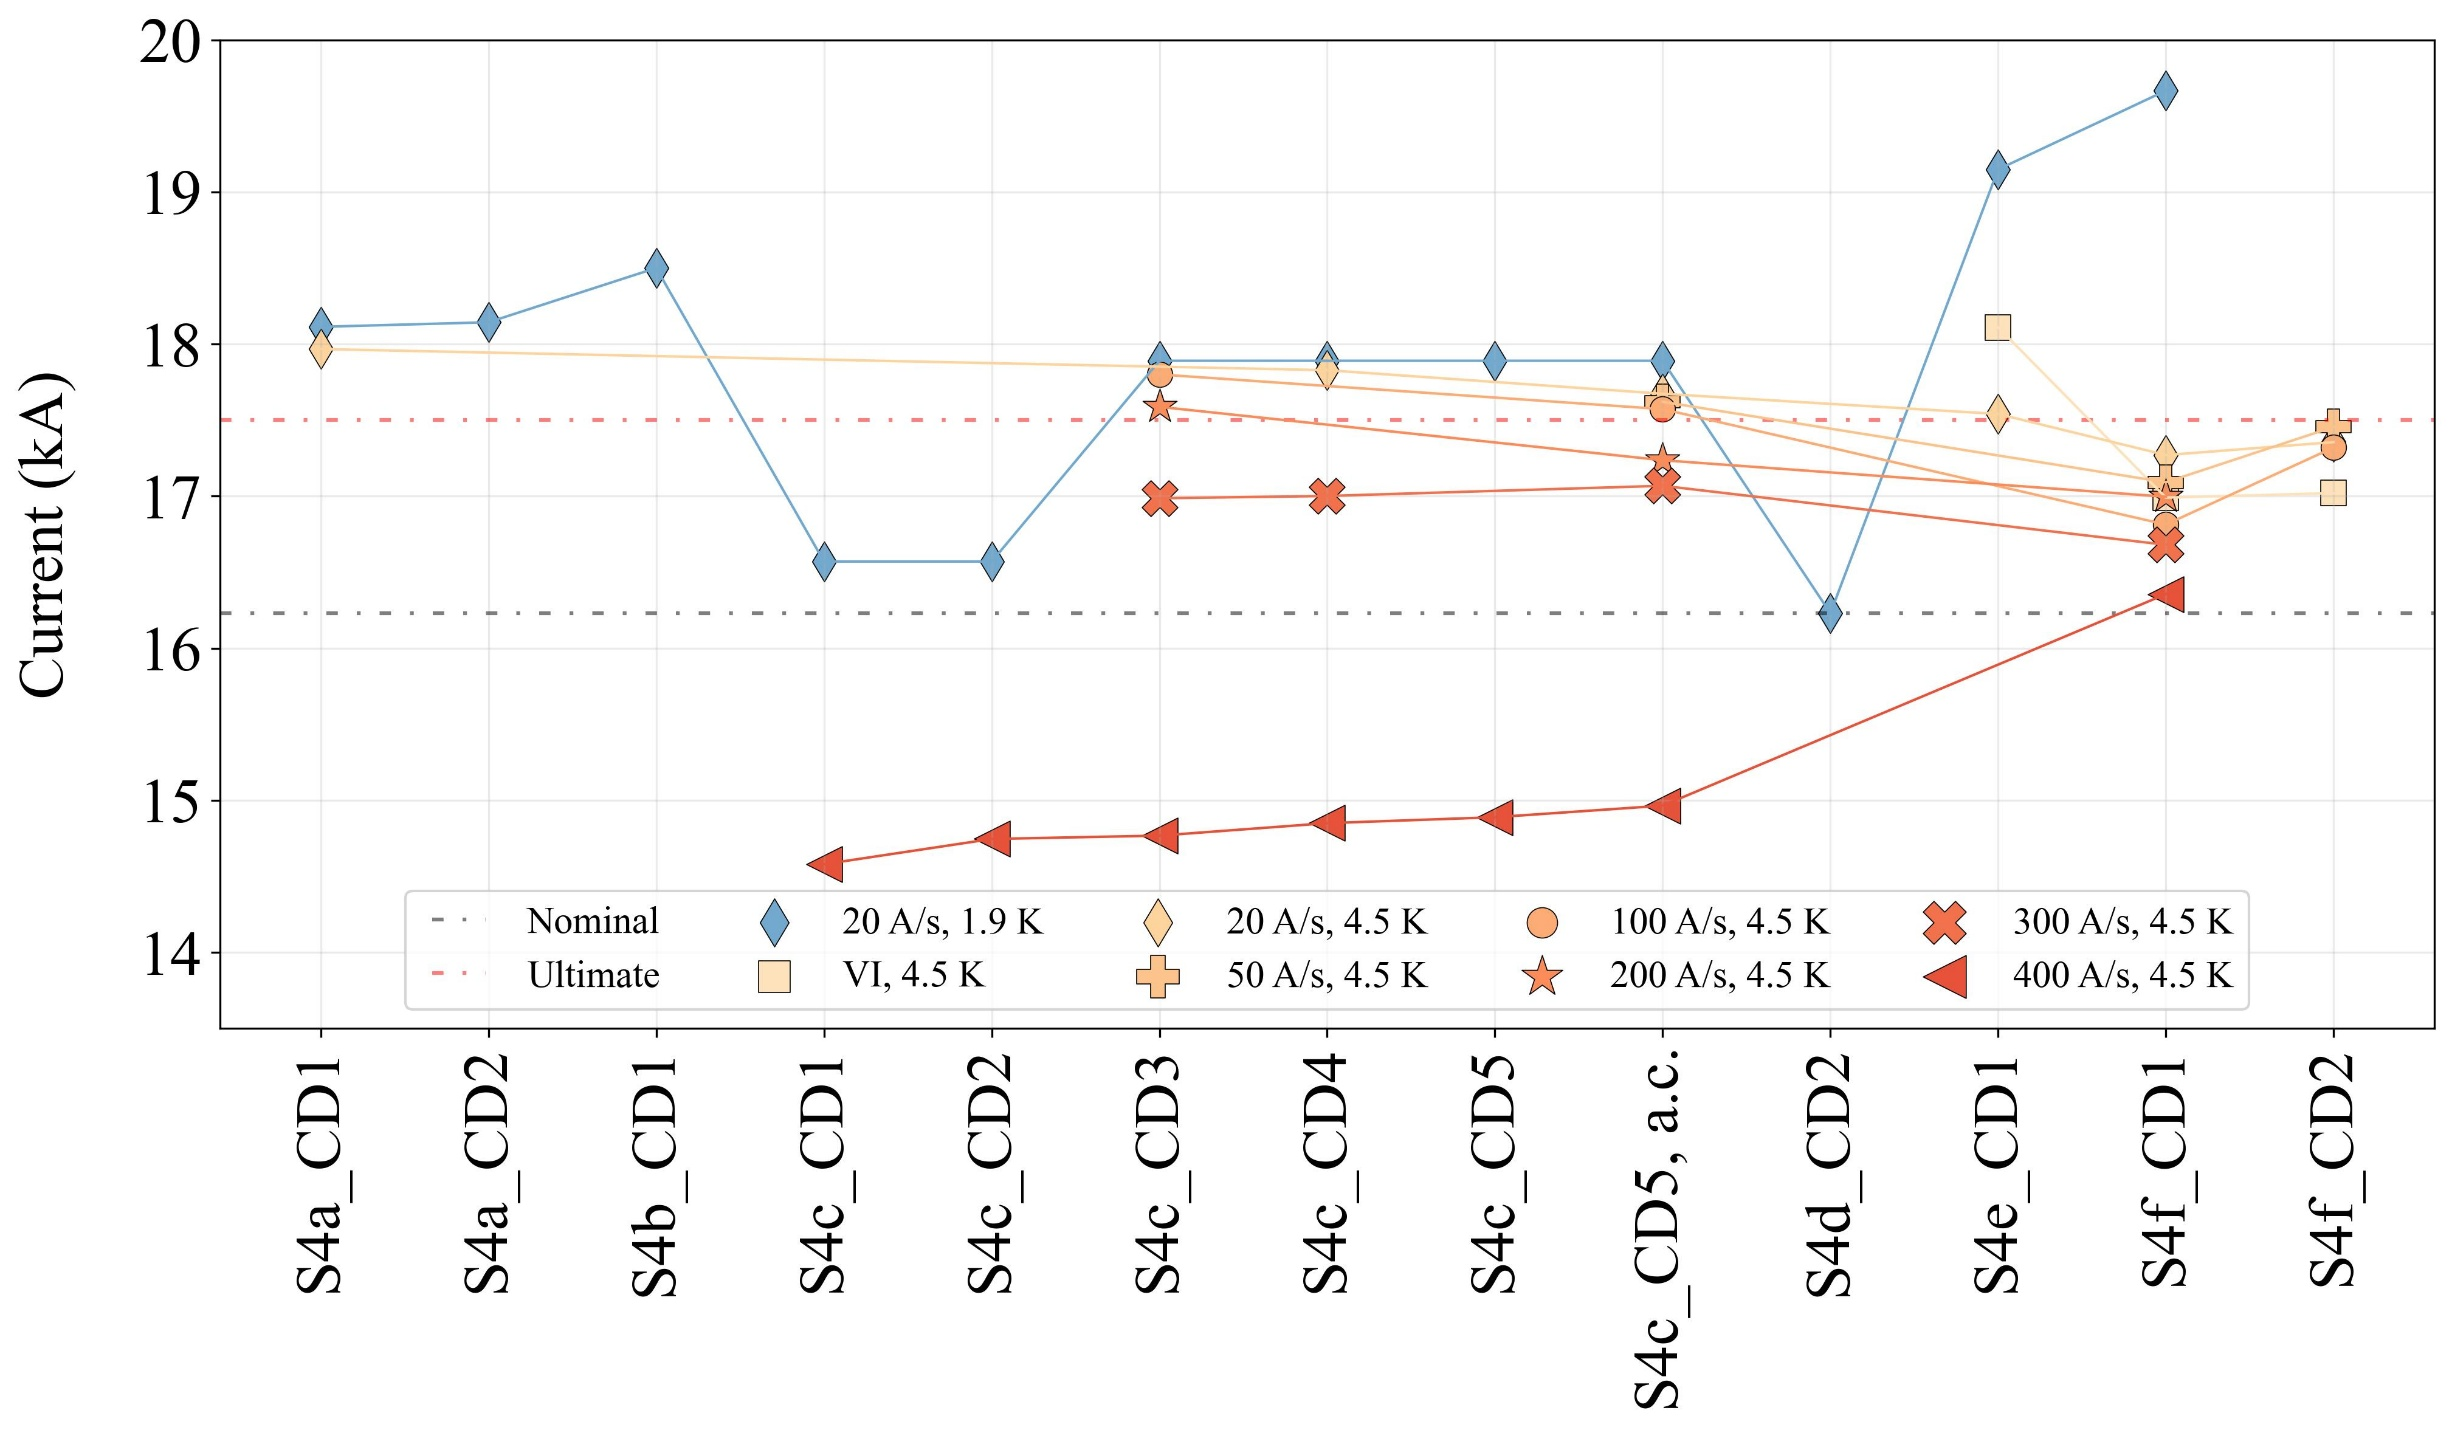 20
19
18
17
16
15
14
Current (kA)
Nominal
Ultimate
20 A/s, 1.9 K
VI, 4.5 K
20 A/s, 4.5 K
50 A/s, 4.5 K
100 A/s, 4.5 K
200 A/s, 4.5 K
300 A/s, 4.5 K
400 A/s, 4.5 K
S4a_CD1
S4a_CD2
S4b_CD1
S4c_CD1
S4c_CD2
S4c_CD3
S4c_CD4
S4c_CD5
S4c_CD5, a.c.
S4d_CD2
S4e_CD1
S4f_CD1
S4f_CD2